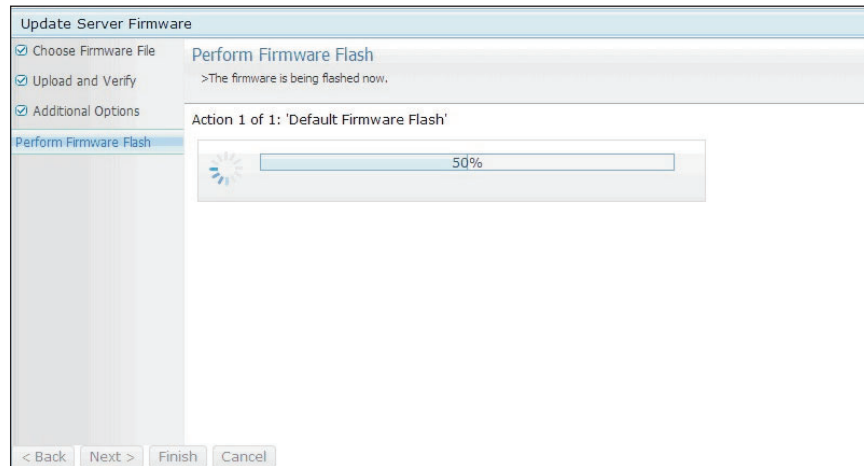 Update Server Firmware
Choose Firmware File
Upload and Verify
Additional Options
Perform Firmware Flash
Perform Firmware Flash
>The firmware is being flashed now.
Action 1 of 1: 'Default Firmware Flash'
50%
< Back
Next >
Finish
Cancel